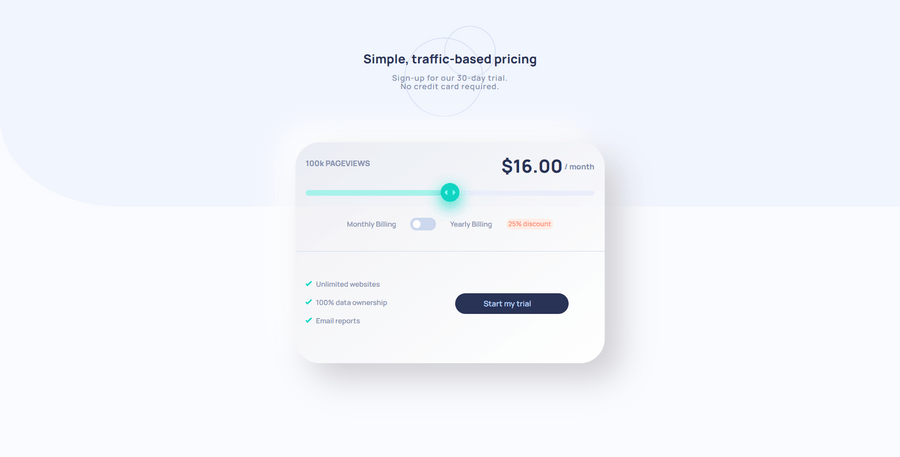 Simple, traffic-based pricing
Sign-up for our 30-day trial.
No credit card required.
100k PAGEVIEWS
$16.00 / month
Monthly Billing Yearly Billing 25% discount
Unlimited websites
100% data ownership
Email reports
Start my trial